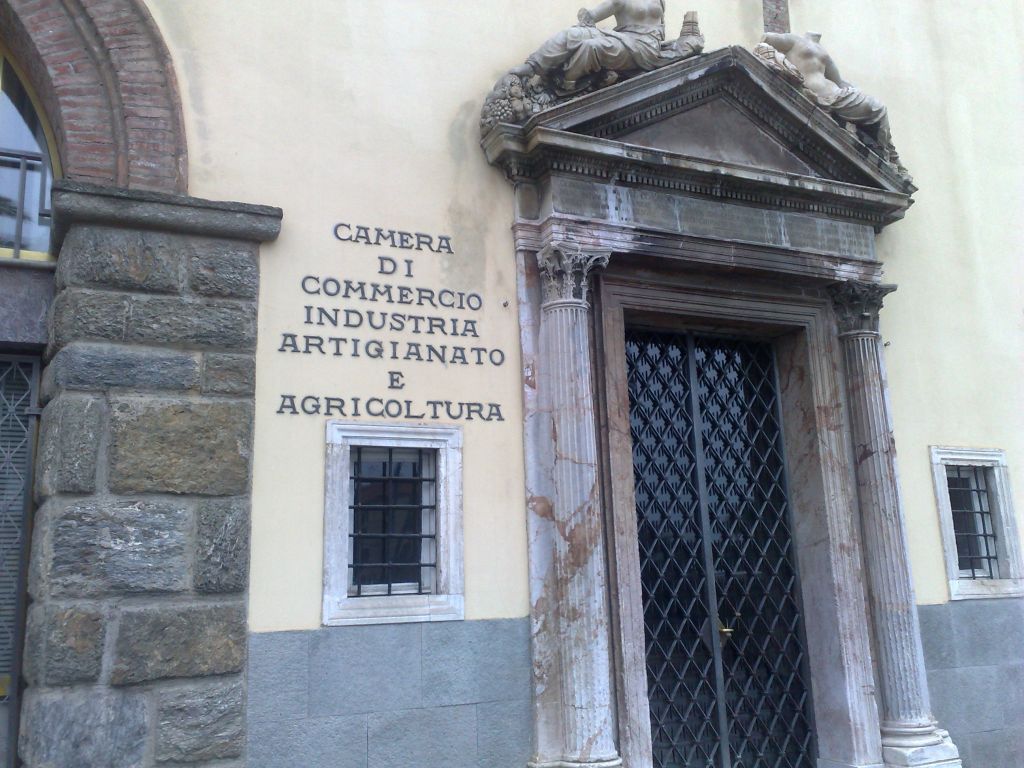 CAMERA
DI
COMMERCIO
INDUSTRIA
ARTIGIANATO
E
AGRICOLTURA